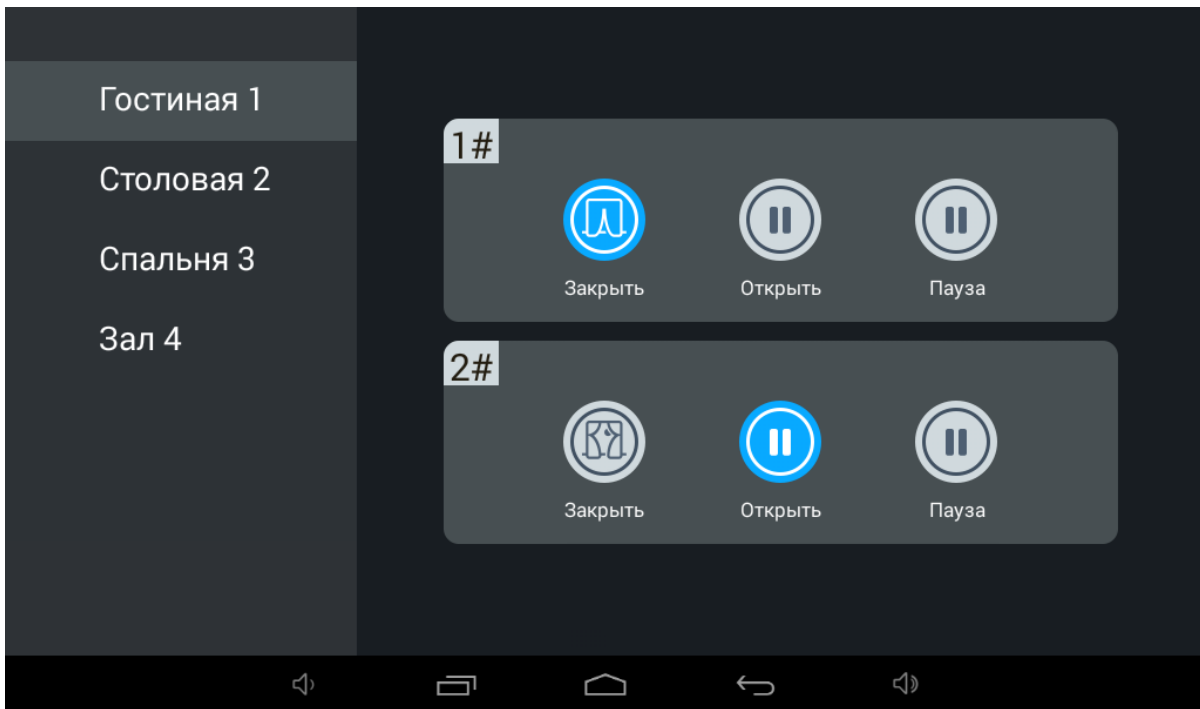 Гостиная 1
Столовая 2
Спальня 3
Зал 4
1#
Закрыть Открыть Пауза
2#
Закрыть Открыть Пауза